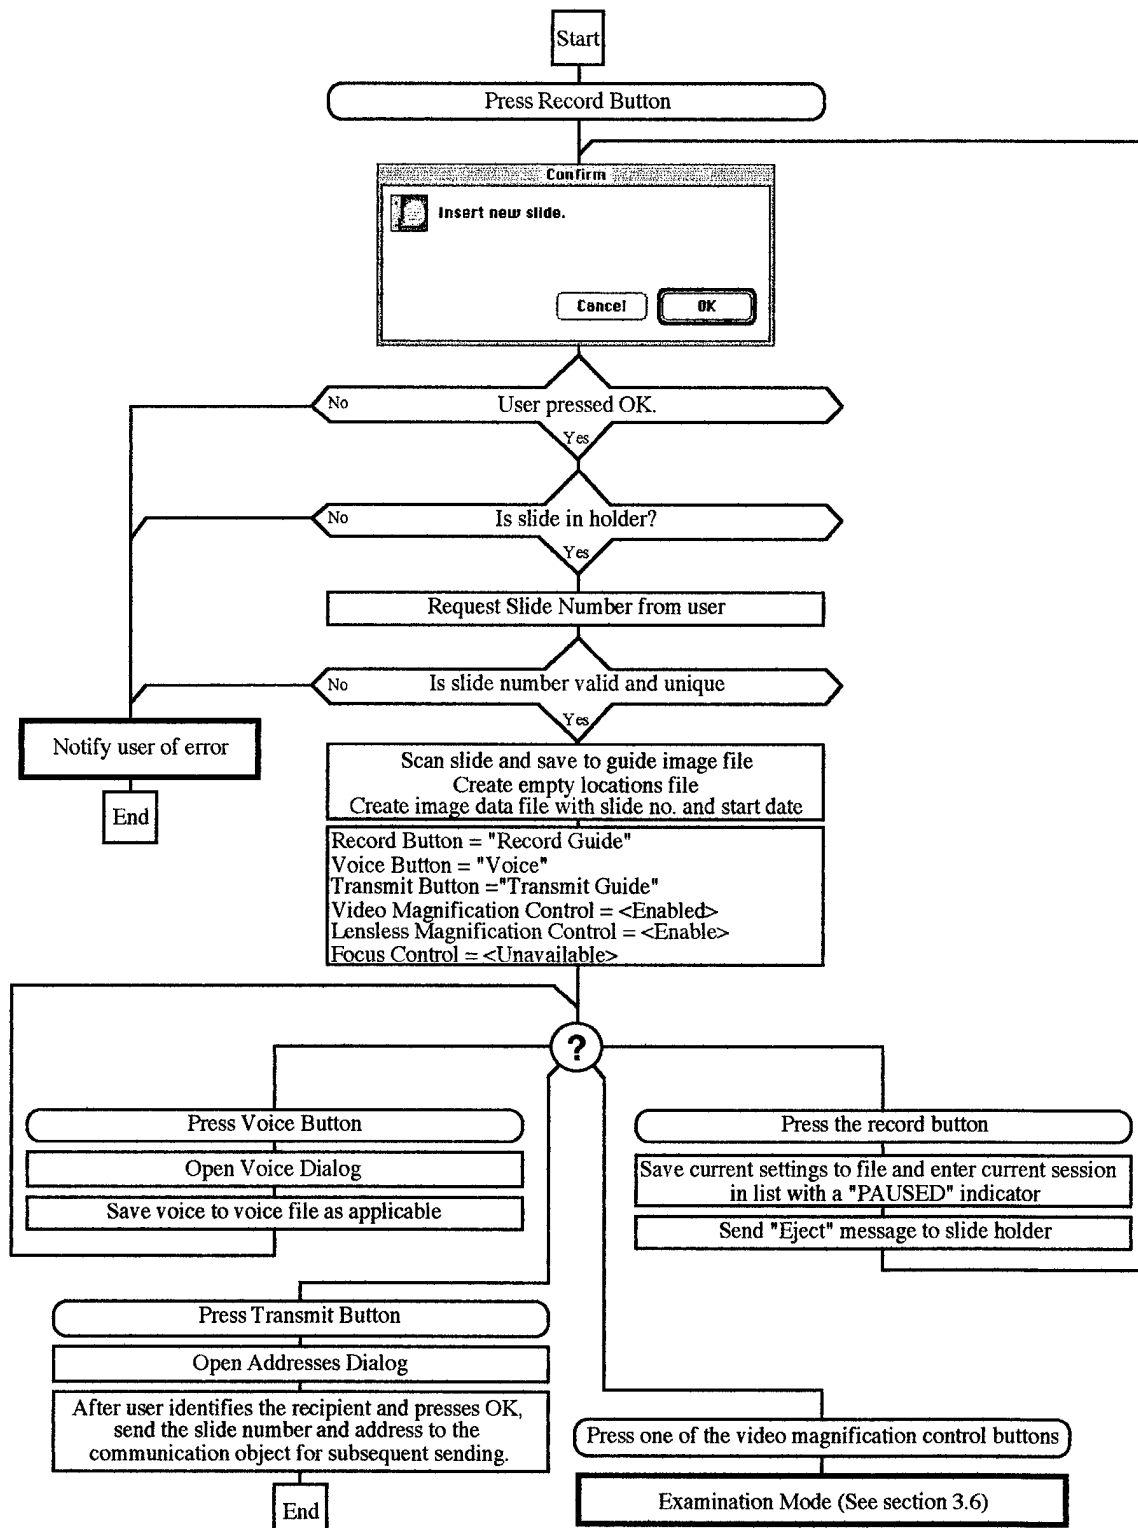 Start
Press Record Button
Confirm
Insert new slide.
Cancel
OK
No
User pressed OK.
Yes
No
Is slide in holder?
Yes
Request Slide Number from user
No
Is slide number valid and unique
Yes
Notify user of error
End
Scan slide and save to guide image file
Create empty locations file
Create image data file with slide no. and start date
Record Button = "Record Guide"
Voice Button = "Voice"
Transmit Button ="Transmit Guide"
Video Magnification Control = <Enabled>
Lensless Magnification Control = <Enable>
Focus Control = <Unavailable>
?
Press Voice Button
Open Voice Dialog
Save voice to voice file as applicable
Press the record button
Save current settings to file and enter current session
in list with a "PAUSED" indicator
Send "Eject" message to slide holder
Press Transmit Button
Open Addresses Dialog
After user identifies the recipient and presses OK,
send the slide number and address to the
communication object for subsequent sending.
End
Press one of the video magnification control buttons
Examination Mode (See section 3.6)